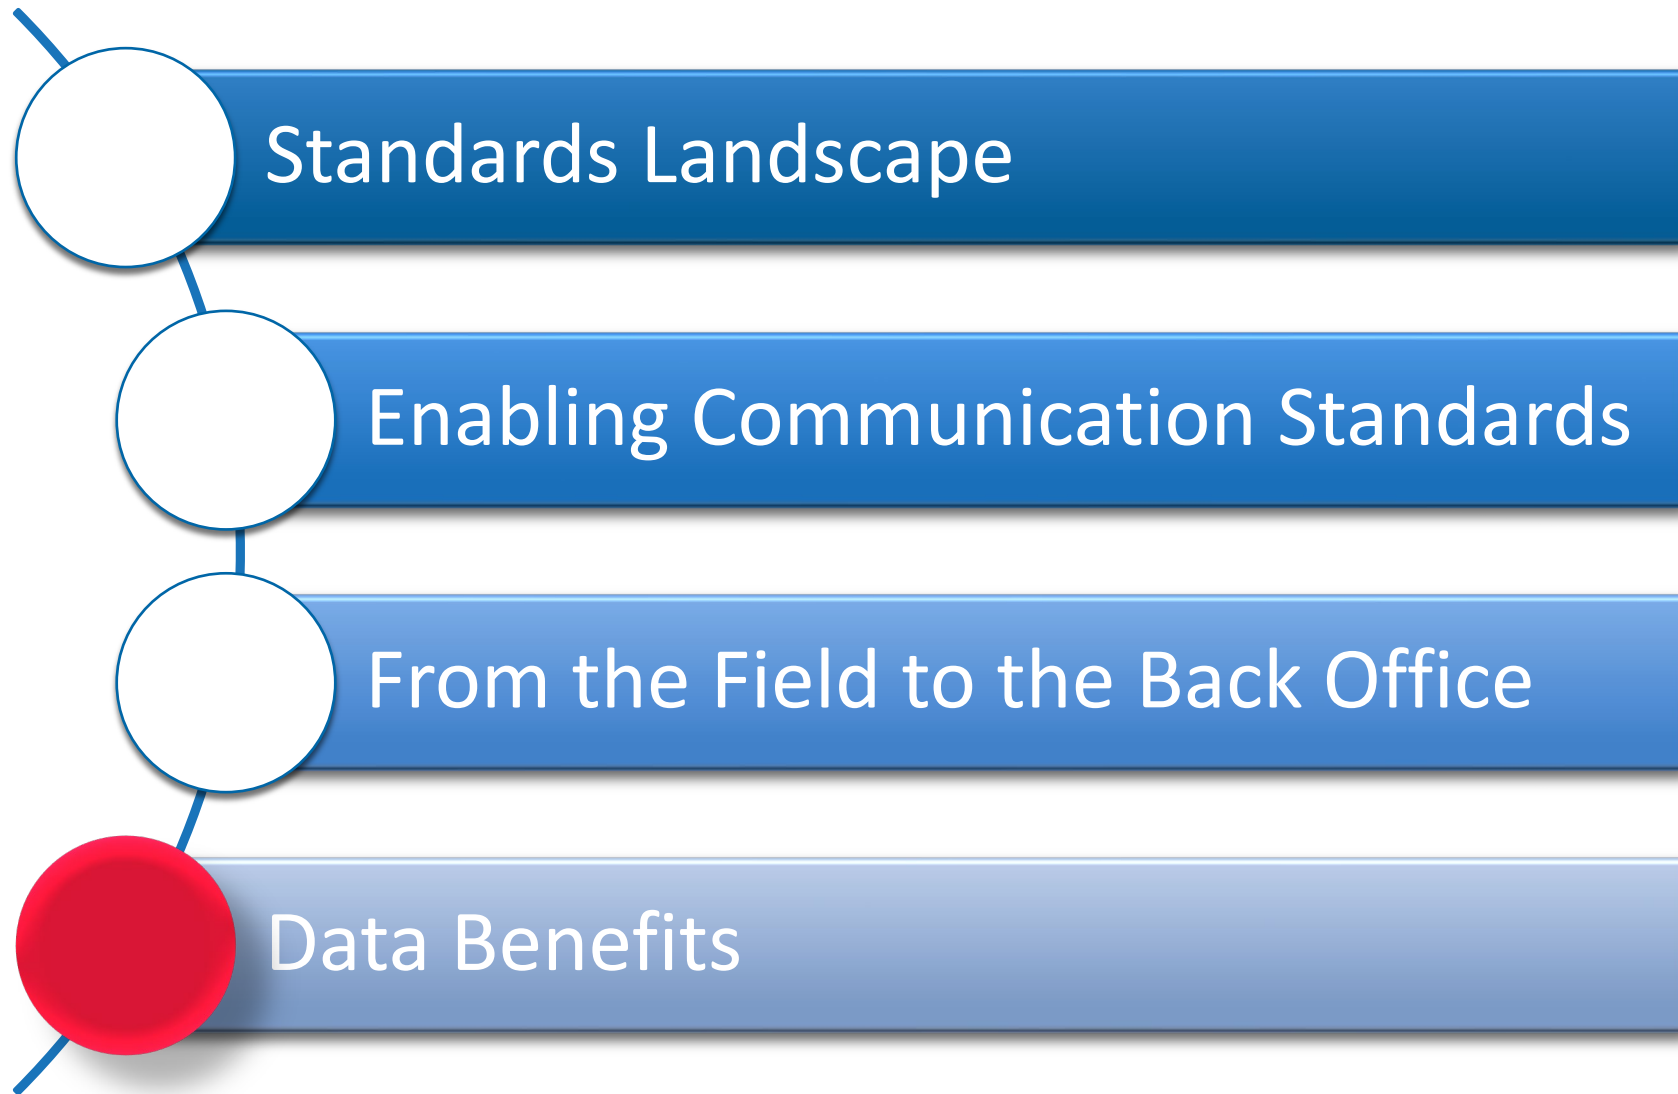 Standards Landscape
Enabling Communication Standards
From the Field to the Back Office
Data Benefits